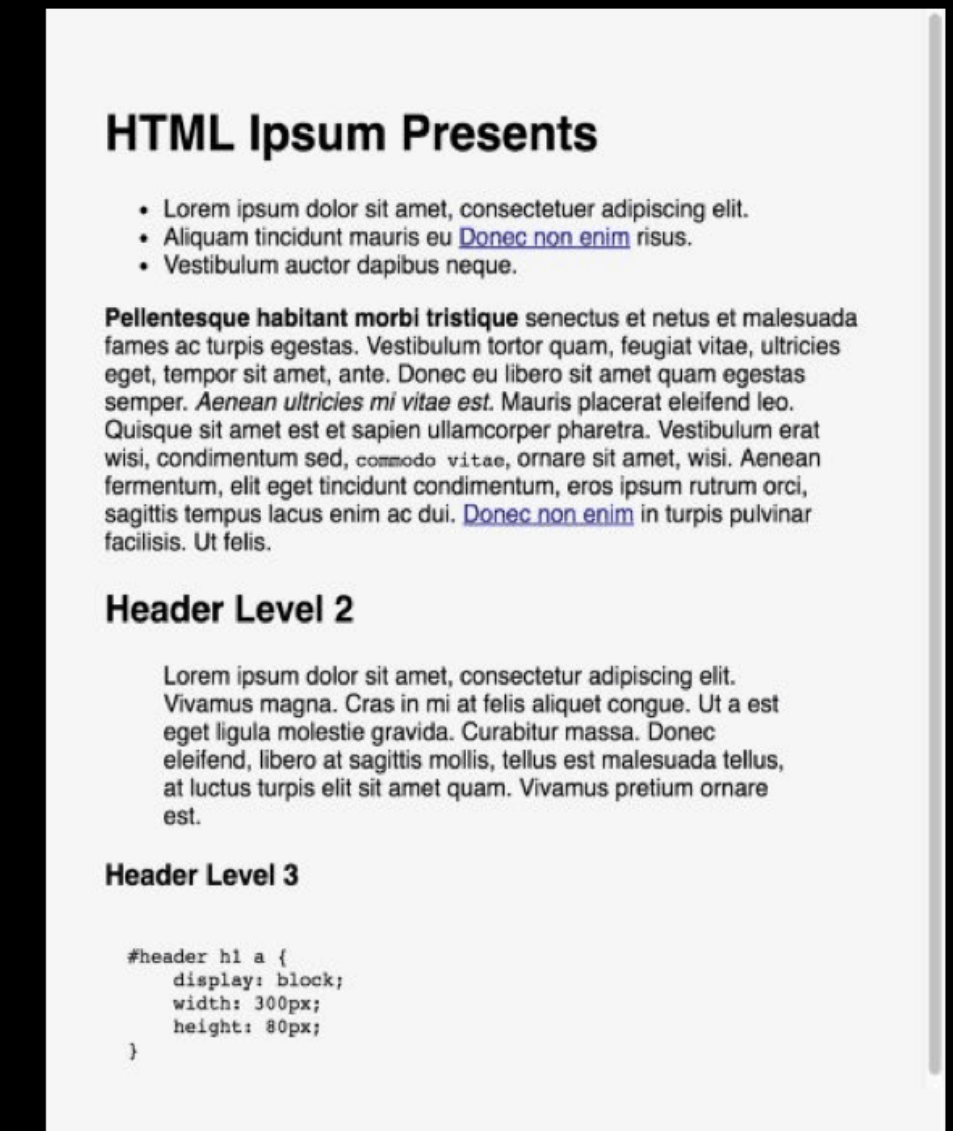 HTML Ipsum Presents
• Lorem ipsum dolor sit amet, consectetuer adipiscing elit.
• Aliquam tincidunt mauris eu Donec non enim risus.
• Vestibulum auctor dapibus neque.
Pellentesque habitant morbi tristique senectus et netus et malesuada
fames ac turpis egestas. Vestibulum tortor quam, feugiat vitae, ultricies
eget, tempor sit amet, ante. Donec eu libero sit amet quam egestas
semper. Aenean ultricies mi vitae est. Mauris placerat eleifend leo.
Quisque sit amet est et sapien ullamcorper pharetra. Vestibulum erat
wisi, condimentum sed, commodo vitae, ornare sit amet, wisi. Aenean
fermentum, elit eget tincidunt condimentum, eros ipsum rutrum orci,
sagittis tempus lacus enim ac dui. Donec non enim in turpis pulvinar
facilisis. Ut felis.
Header Level 2
Lorem ipsum dolor sit amet, consectetur adipiscing elit.
Vivamus magna. Cras in mi at felis aliquet congue. Ut a est
eget ligula molestie gravida. Curabitur massa. Donec
eleifend, libero at sagittis mollis, tellus est malesuada tellus,
at luctus turpis elit sit amet quam. Vivamus pretium ornare
est.
Header Level 3
#header h1 a {
    display: block;
    width: 300px;
    height: 80px;
}